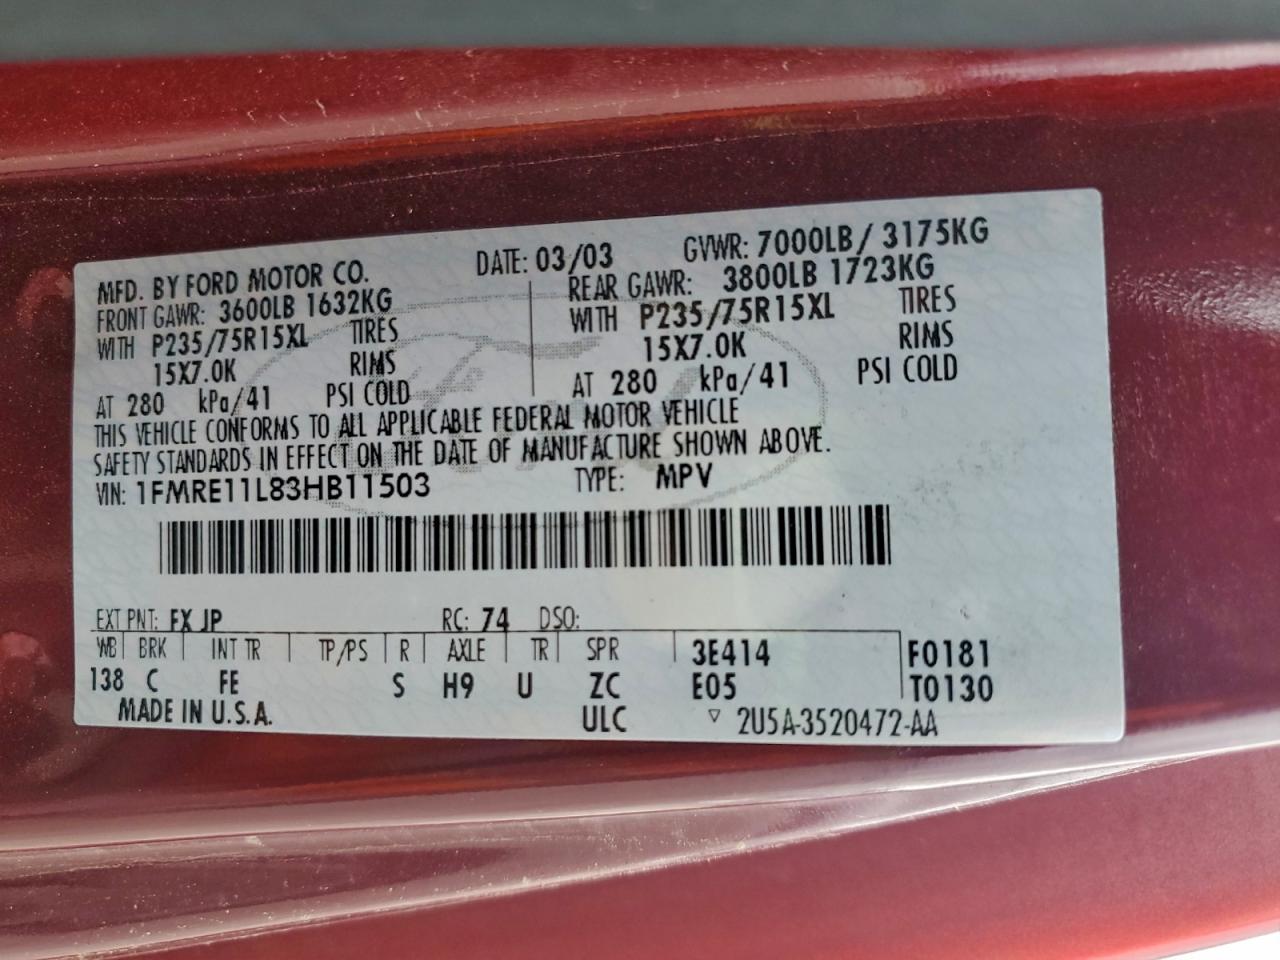 MFD. BY FORD MOTOR CO. DATE: 03/03 GVWR: 7000LB/ 3175KG
FRONT GAWR: 3600LB 1632KG REAR GAWR: 3800LB 1723KG
WITH P235/75R15XL TIRES WITH P235/75R15XL TIRES
15X7.0K RIMS 15X7.0K RIMS
AT 280 kPa/41 PSI COLD AT 280 kPa/41 PSI COLD
THIS VEHICLE CONFORMS TO ALL APPLICABLE FEDERAL MOTOR VEHICLE
SAFETY STANDARDS IN EFFECT ON THE DATE OF MANUFACTURE SHOWN ABOVE.
VIN: 1FMRE11L83HB11503 TYPE: MPV
EXT PNT: FX JP RC: 74 DSO:
WB BRK INT TR TP/PS R AXLE TR SPR 3E414 F0181
138 C FE S H9 U ZC E05 T0130
MADE IN U.S.A. ULC ▽ 2U5A-3520472-AA